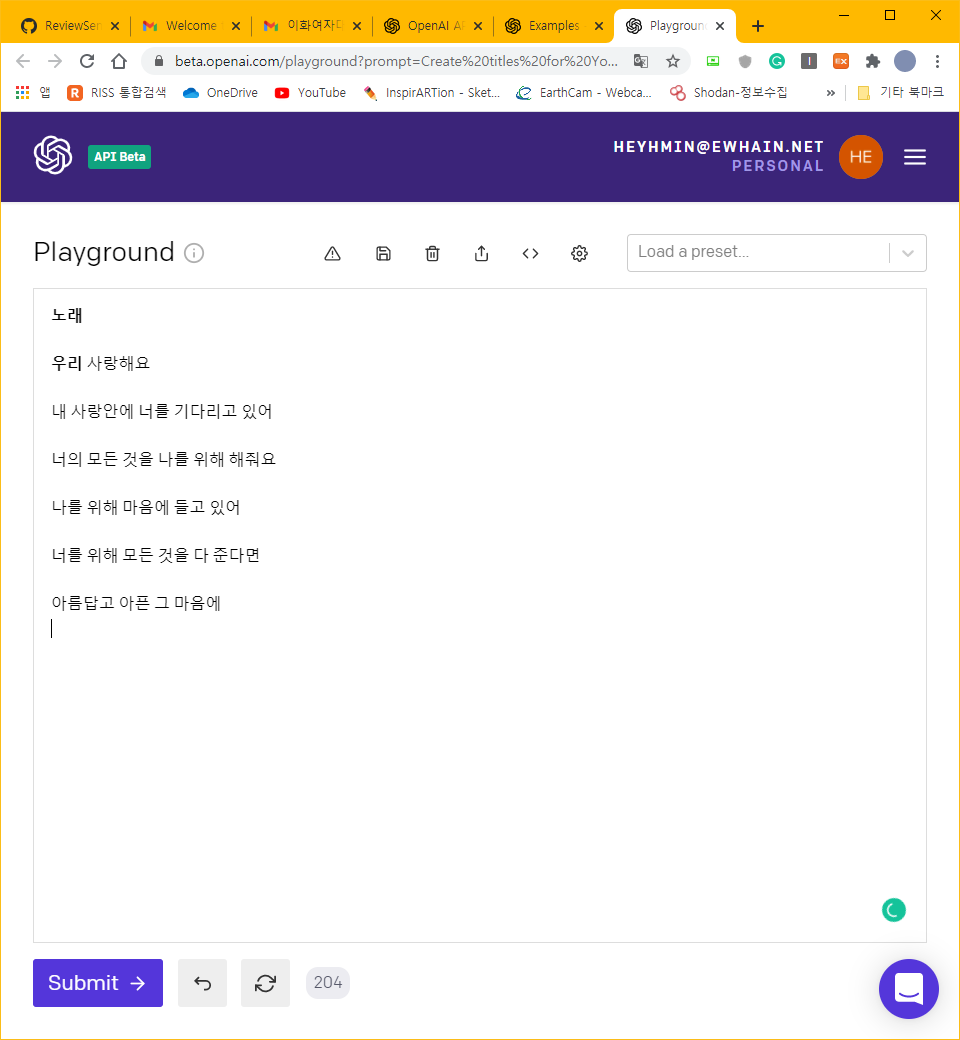 ReviewSer
Welcome
이화여자대
OpenAI AP
Examples
Playground
beta.openai.com/playground?prompt=Create%20titles%20for%20Yo...
앱
R
RISS 통합검색
OneDrive
YouTube
InspirARTion - Sket...
EarthCam - Webca...
Shodan-정보수집
»
기타 북마크
API Beta
HEYHMIN@EWHAIN.NET
PERSONAL
HE
Playground
Load a preset...
노래
우리 사랑해요
내 사랑안에 너를 기다리고 있어
너의 모든 것을 나를 위해 해줘요
나를 위해 마음에 들고 있어
너를 위해 모든 것을 다 준다면
아름답고 아픈 그 마음에
Submit
204